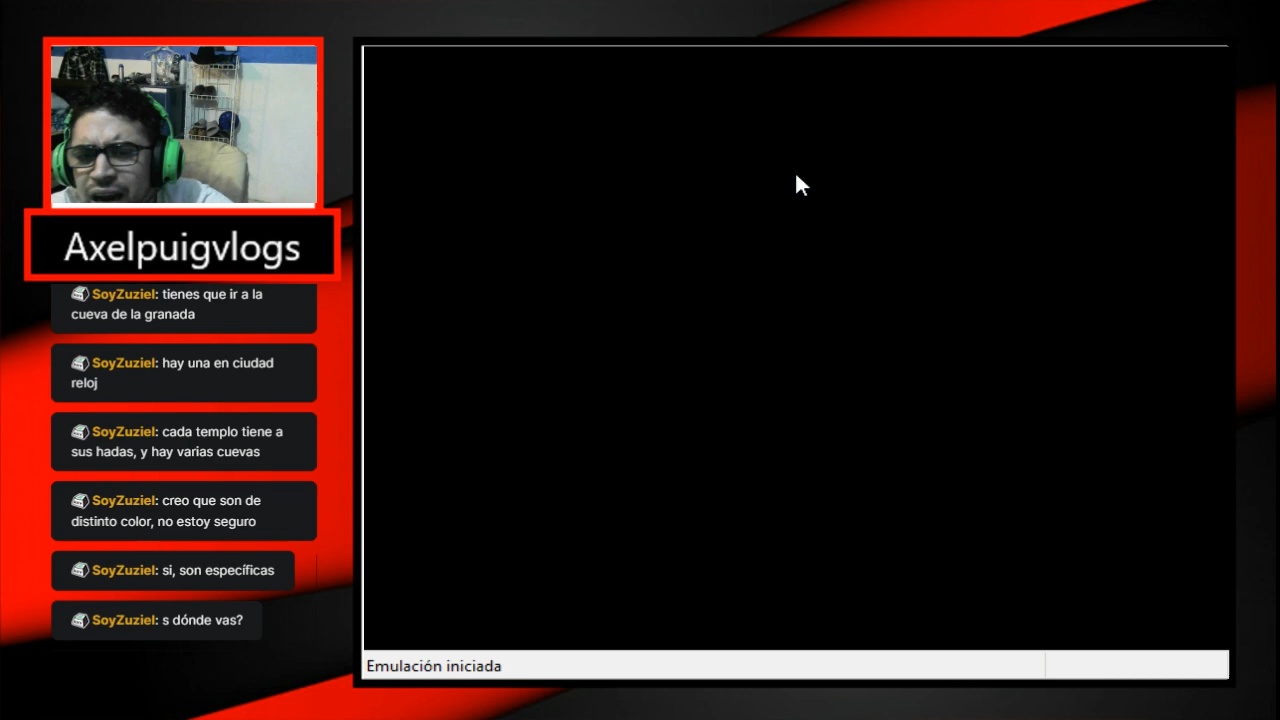 Axelpuigvlogs
SoyZuziel: tienes que ir a la
cueva de la granada
SoyZuziel: hay una en ciudad
reloj
SoyZuziel: cada templo tiene a
sus hadas, y hay varias cuevas
SoyZuziel: creo que son de
distinto color, no estoy seguro
SoyZuziel: si, son específicas
SoyZuziel: s dónde vas?
Emulación iniciada